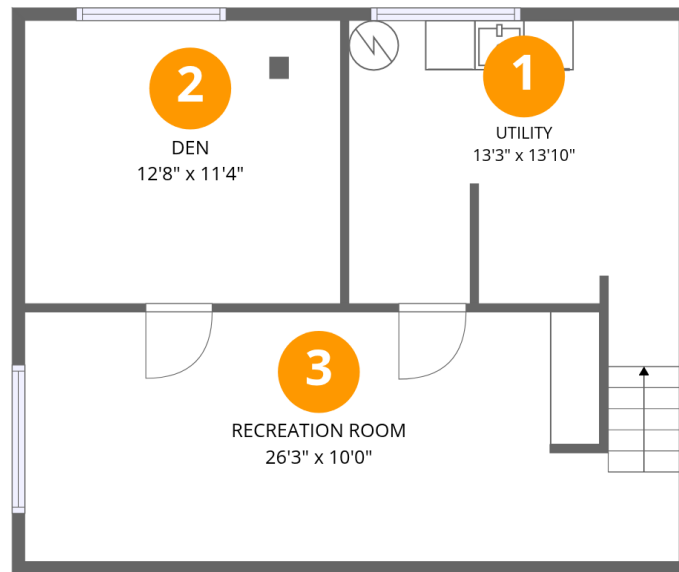 1
UTILITY
13'3" x 13'10"
2
DEN
12'8" x 11'4"
3
RECREATION ROOM
26'3" x 10'0"